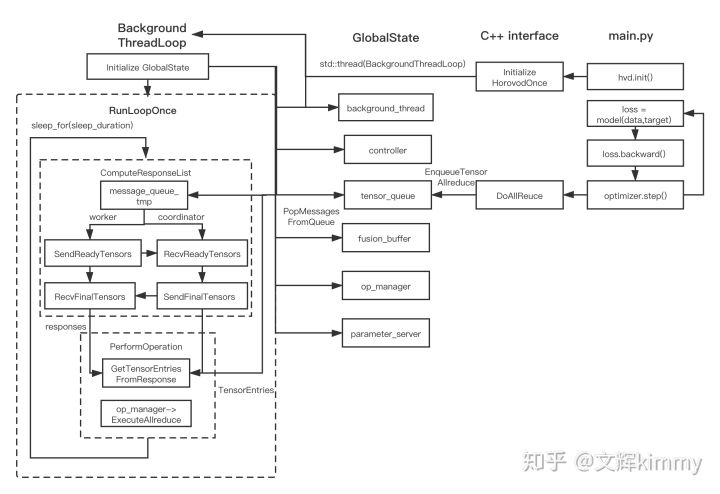 Background
ThreadLoop
GlobalState
C++ interface
main.py
Initialize GlobalState
std::thread(BackgroundThreadLoop)
Initialize
HorovodOnce
hvd.init()
RunLoopOnce
sleep_for(sleep_duration)
background_thread
loss =
model(data,target)
controller
loss.backward()
ComputeResponseList
message_queue_
tmp
EnqueueTensor
Allreduce
tensor_queue
DoAllReuce
optimizer.step()
worker
coordinator
PopMessages
FromQueue
SendReadyTensors
RecvReadyTensors
fusion_buffer
RecvFinalTensors
SendFinalTensors
op_manager
responses
parameter_server
PerformOperation
GetTensorEntries
FromResponse
TensorEntries
op_manager->
ExecuteAllreduce
知乎 @文辉kimmy